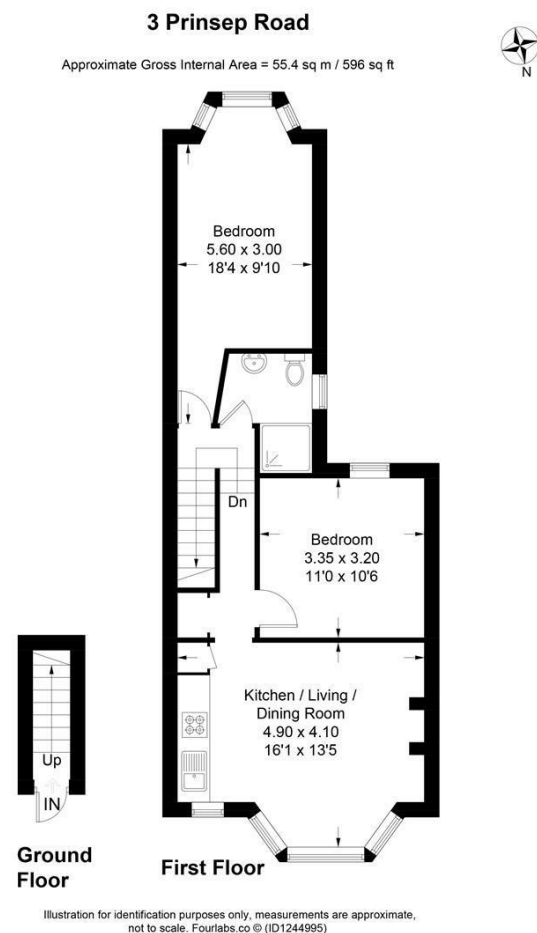 3 Prinsep Road
Approximate Gross Internal Area = 55.4 sq m / 596 sq ft
N
Bedroom
5.60 x 3.00
18'4 x 9'10
Dn
Bedroom
3.35 x 3.20
11'0 x 10'6
Kitchen / Living /
Dining Room
4.90 x 4.10
16'1 x 13'5
Up
IN
Ground
Floor
First Floor
Illustration for identification purposes only, measurements are approximate,
not to scale. Fourlabs.co © (ID1244995)